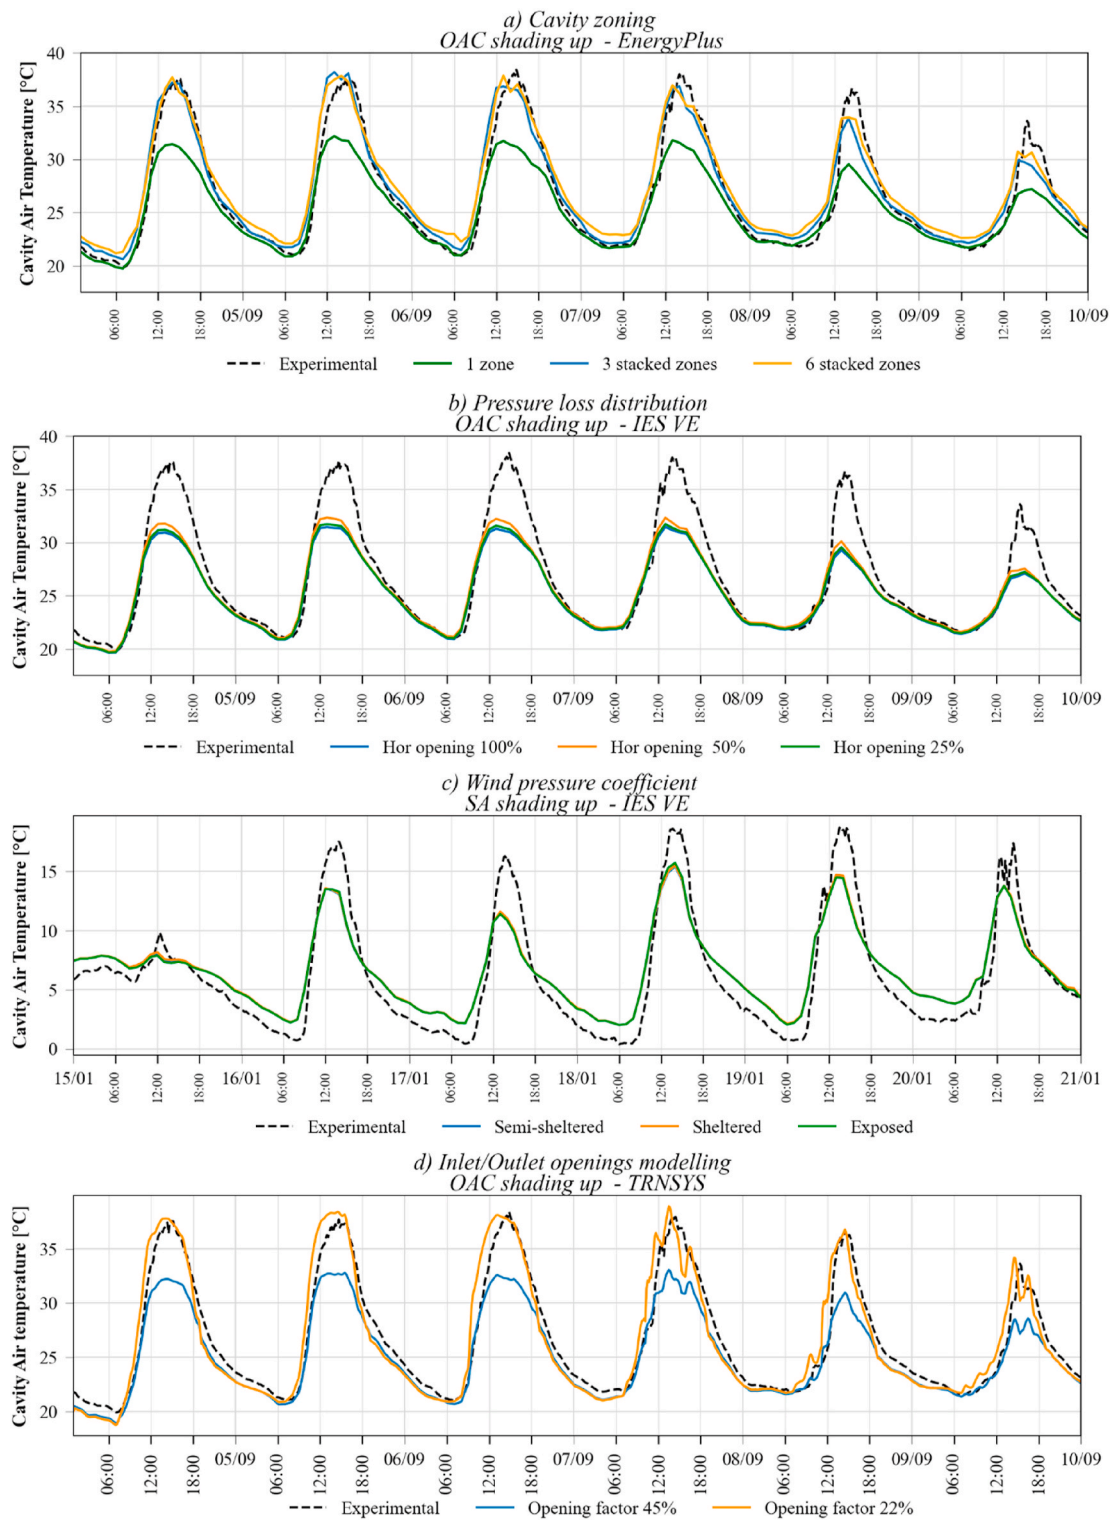 a) Cavity zoning
OAC shading up - EnergyPlus
Cavity Air Temperature [°C]
40
35
30
25
20
06:00 12:00 18:00 05/09 06:00 12:00 18:00 06/09 06:00 12:00 18:00 07/09 06:00 12:00 18:00 08/09 06:00 12:00 18:00 09/09 06:00 12:00 18:00 10/09
Experimental 1 zone 3 stacked zones 6 stacked zones
b) Pressure loss distribution
OAC shading up - IES VE
Cavity Air Temperature [°C]
40
35
30
25
20
06:00 12:00 18:00 05/09 06:00 12:00 18:00 06/09 06:00 12:00 18:00 07/09 06:00 12:00 18:00 08/09 06:00 12:00 18:00 09/09 06:00 12:00 18:00 10/09
Experimental Hor opening 100% Hor opening 50% Hor opening 25%
c) Wind pressure coefficient
SA shading up - IES VE
Cavity Air Temperature [°C]
15
10
5
0
15/01 06:00 12:00 18:00 16/01 06:00 12:00 18:00 17/01 06:00 12:00 18:00 18/01 06:00 12:00 18:00 19/01 06:00 12:00 18:00 20/01 06:00 12:00 18:00 21/01
Experimental Semi-sheltered Sheltered Exposed
d) Inlet/Outlet openings modelling
OAC shading up - TRNSYS
Cavity Air temperature [°C]
35
30
25
20
06:00 12:00 18:00 05/09 06:00 12:00 18:00 06/09 06:00 12:00 18:00 07/09 06:00 12:00 18:00 08/09 06:00 12:00 18:00 09/09 06:00 12:00 18:00 10/09
Experimental Opening factor 45% Opening factor 22%